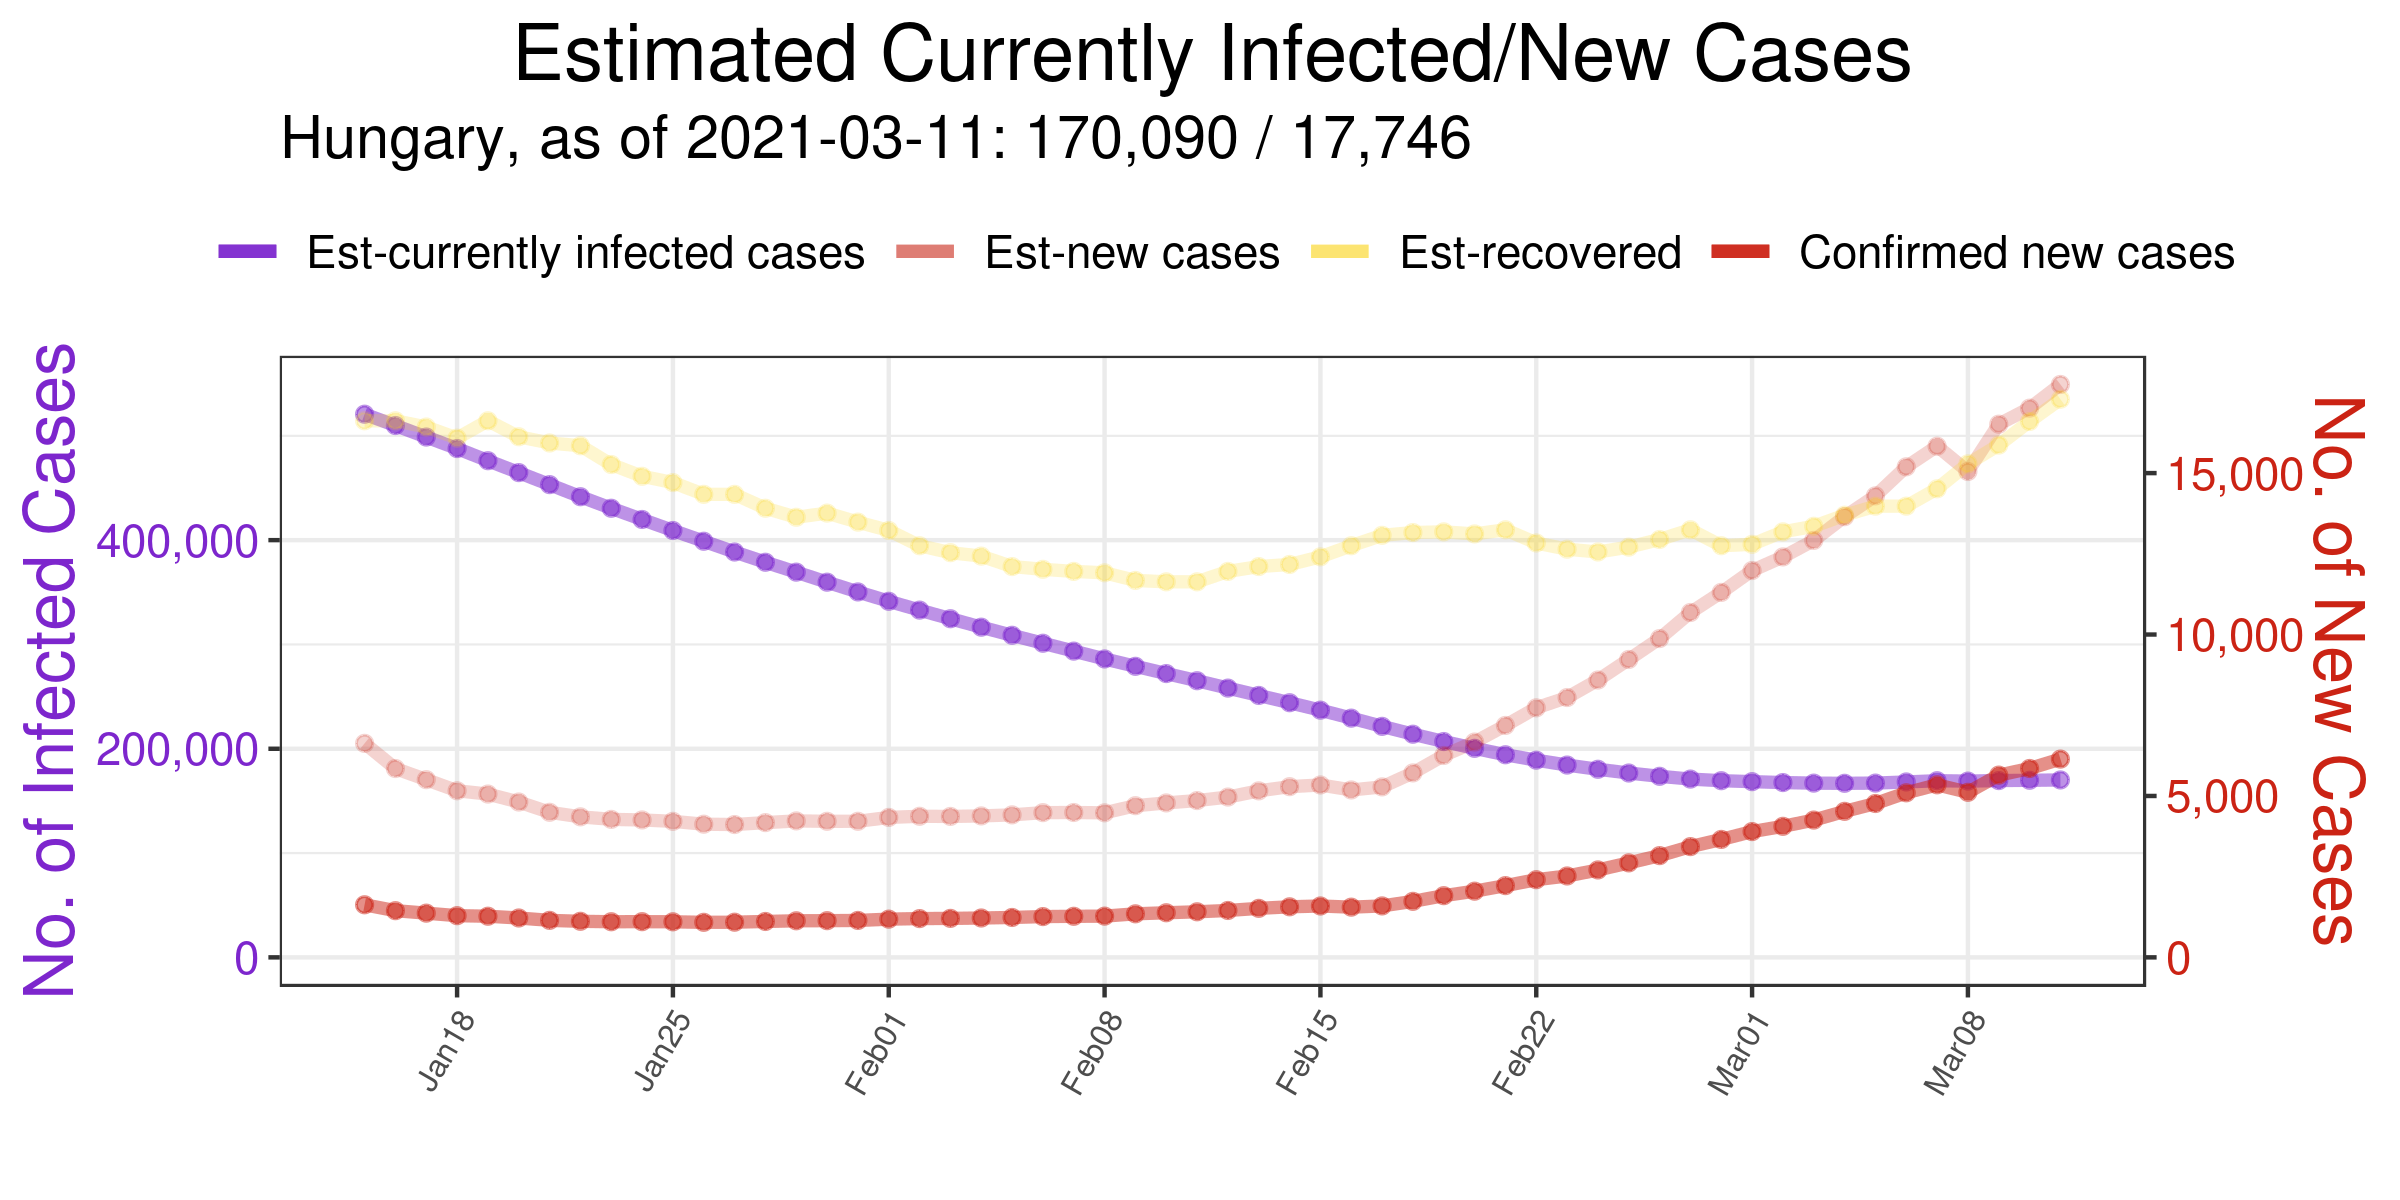 Estimated Currently Infected/New Cases
Hungary, as of 2021-03-11: 170,090 / 17,746
Est-currently infected cases Est-new cases Est-recovered Confirmed new cases
No. of Infected Cases
400,000
200,000
0
15,000
10,000
5,000
0
No. of New Cases
Jan18 Jan25 Feb01 Feb08 Feb15 Feb22 Mar01 Mar08